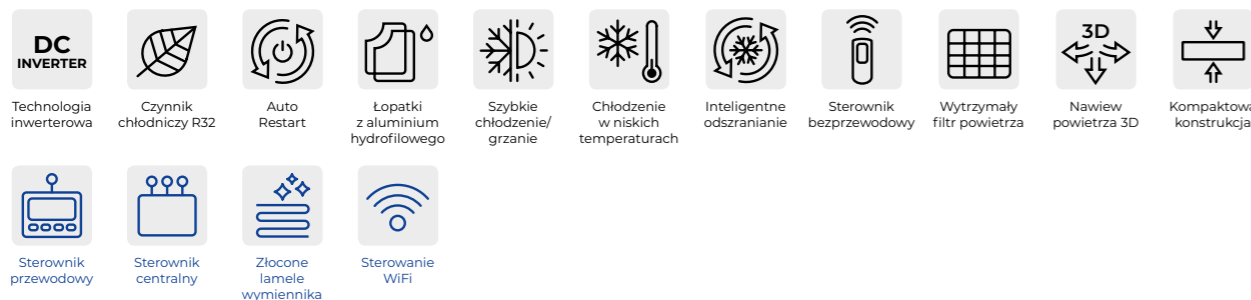 DC
INVERTER
Technologia
inwerterowa
Czynnik
chłodniczy R32
Auto
Restart
Łopatki
z aluminium
hydrofilowego
Szybkie
chłodzenie/
grzanie
Chłodzenie
w niskich
temperaturach
Inteligentne
odszranianie
Sterownik
bezprzewodowy
Wytrzymały
filtr powietrza
3D
Nawiew
powietrza 3D
Kompaktowa
konstrukcja
Sterownik
przewodowy
Sterownik
centralny
Złocone
lamele
wymiennika
Sterowanie
WiFi